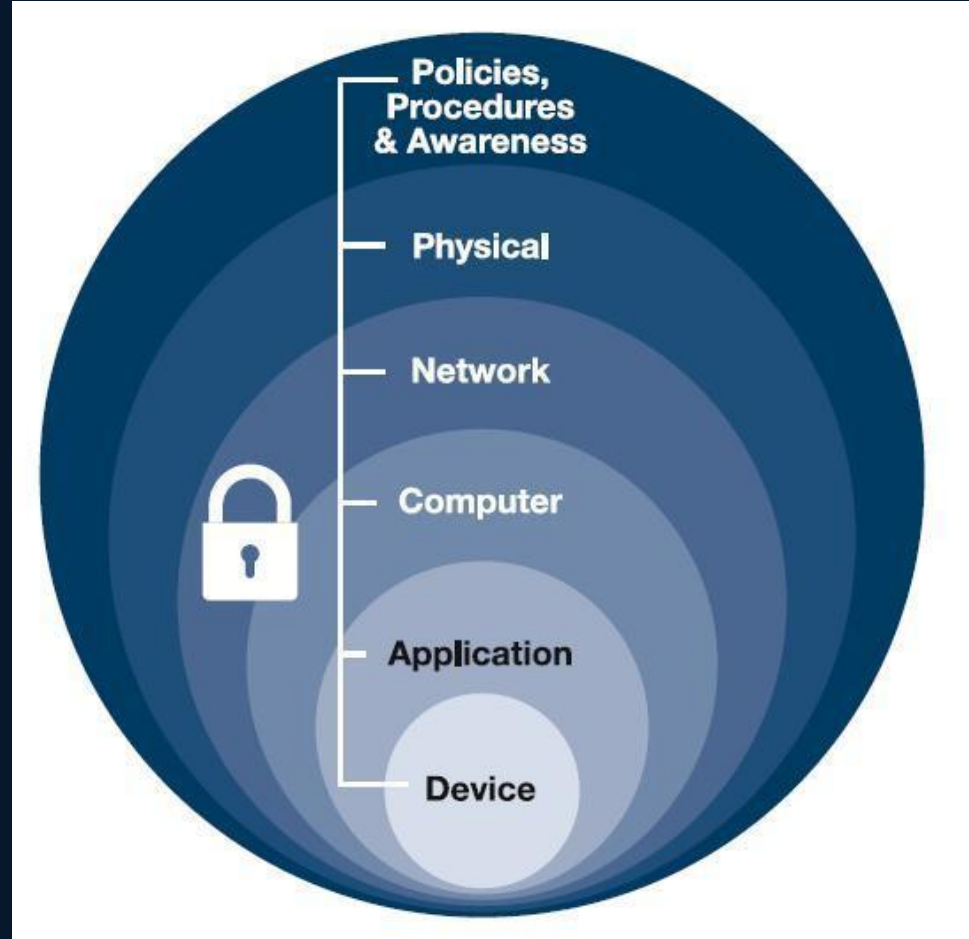 Policies,
Procedures
& Awareness
Physical
Network
Computer
Application
Device